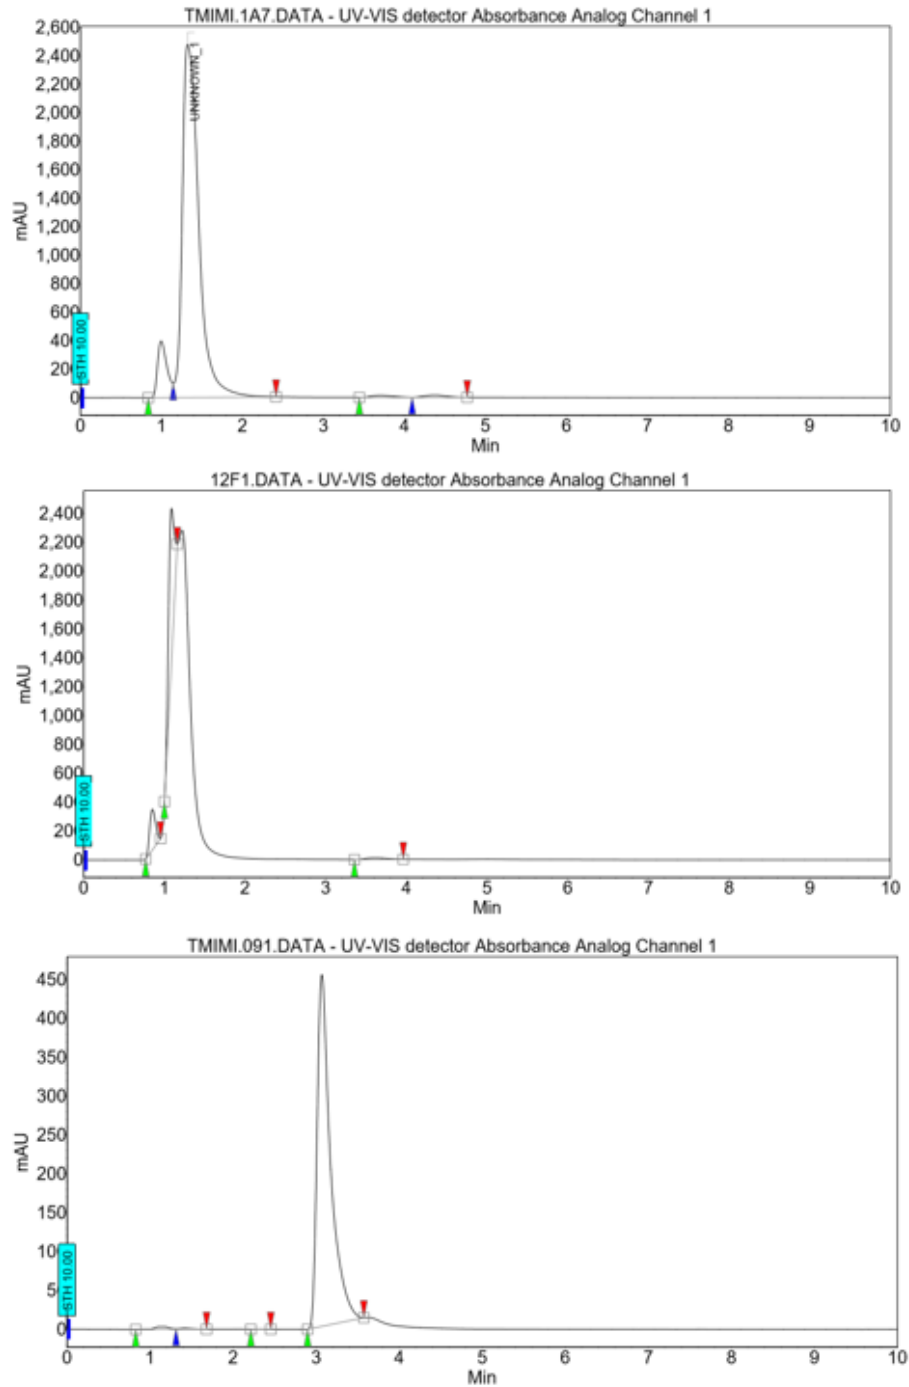 TMIMI.1A7.DATA - UV-VIS detector Absorbance Analog Channel 1
2,600
2,400
2,200
2,000
1,800
1,600
1,400
1,200
1,000
800
600
400
200
0
mAU
UNKNOWN_1
STH 10.00
0 1 2 3 4 5 6 7 8 9 10
Min
12F1.DATA - UV-VIS detector Absorbance Analog Channel 1
2,400
2,200
2,000
1,800
1,600
1,400
1,200
1,000
800
600
400
200
0
mAU
STH 10.00
0 1 2 3 4 5 6 7 8 9 10
Min
TMIMI.091.DATA - UV-VIS detector Absorbance Analog Channel 1
450
400
350
300
250
200
150
100
50
0
mAU
STH 10.00
0 1 2 3 4 5 6 7 8 9 10
Min